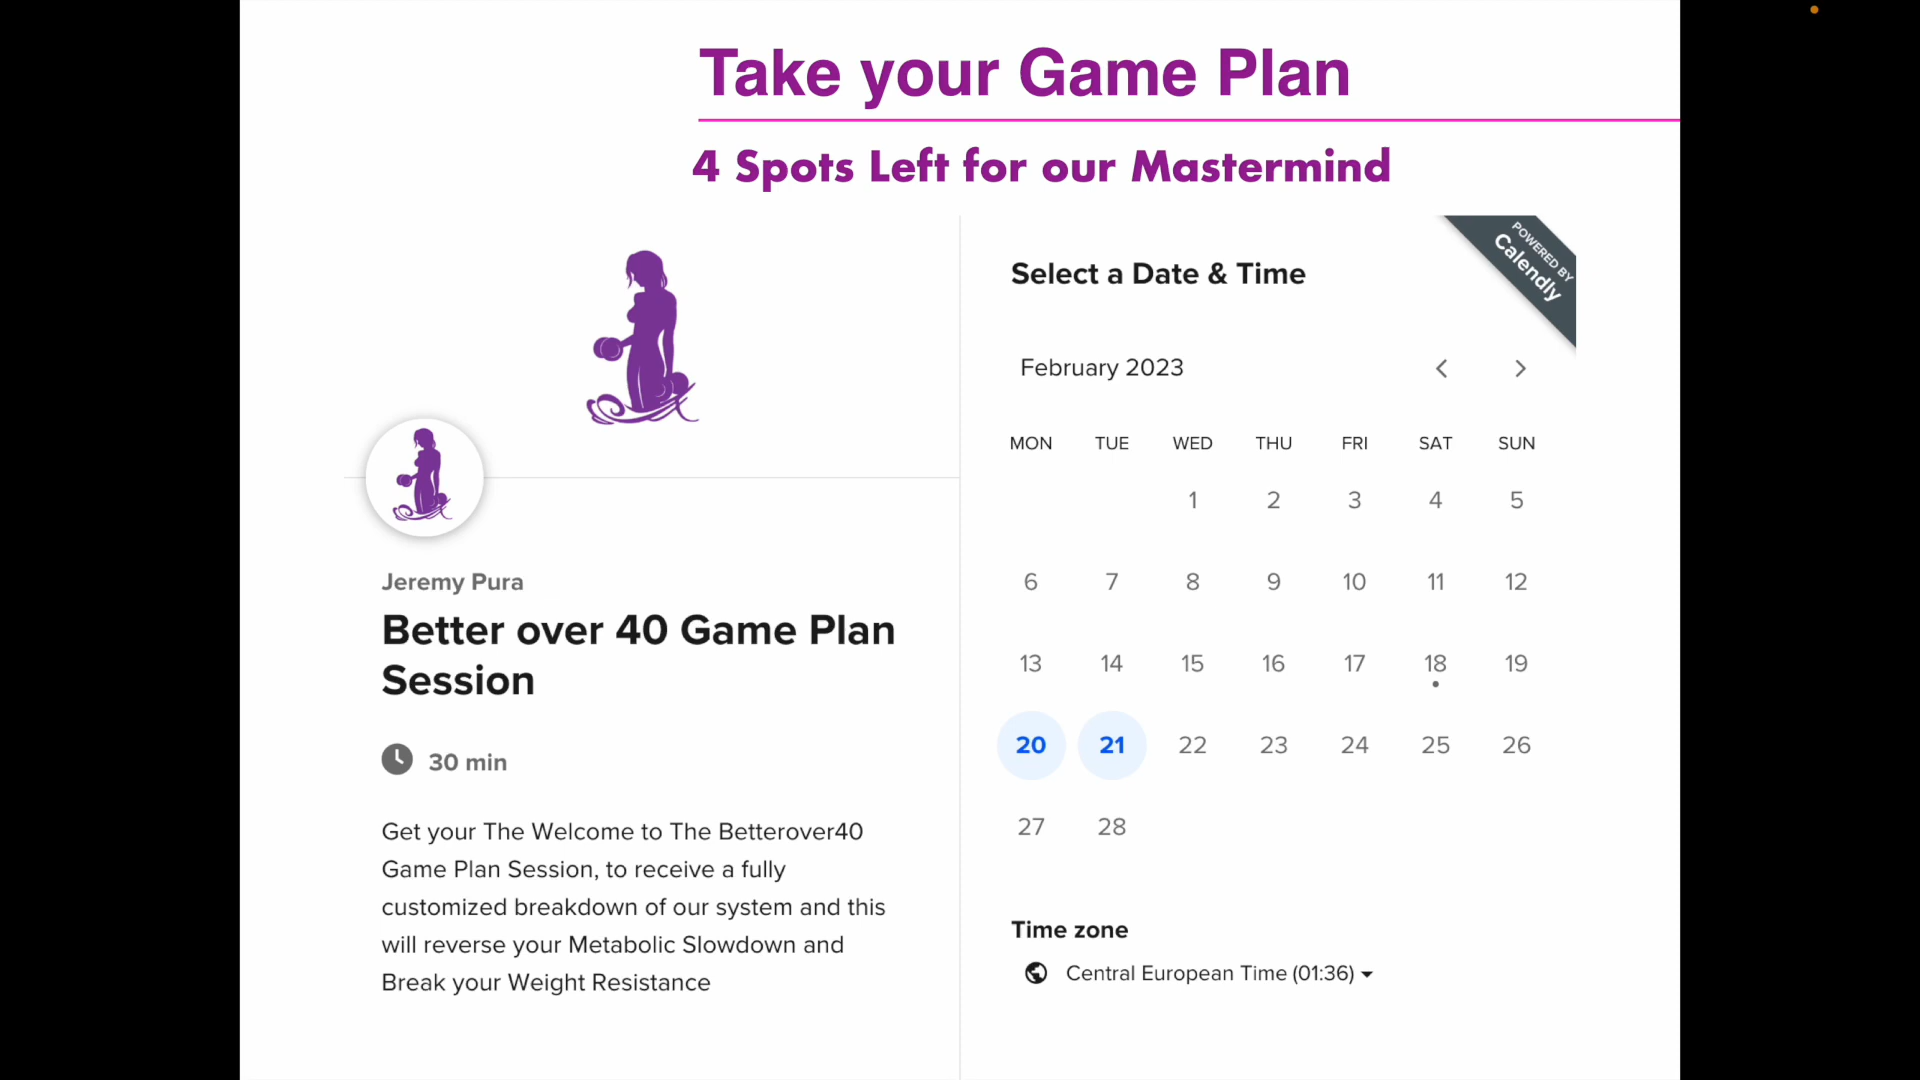 Take your Game Plan
4 Spots Left for our Mastermind
POWERED BY
Calendly
Jeremy Pura
Better over 40 Game Plan
Session
30 min
Get your The Welcome to The Betterover40
Game Plan Session, to receive a fully
customized breakdown of our system and this
will reverse your Metabolic Slowdown and
Break your Weight Resistance
Select a Date & Time
February 2023
MON TUE WED THU FRI SAT SUN
1 2 3 4 5
6 7 8 9 10 11 12
13 14 15 16 17 18 19
20 21 22 23 24 25 26
27 28
Time zone
Central European Time (01:36)